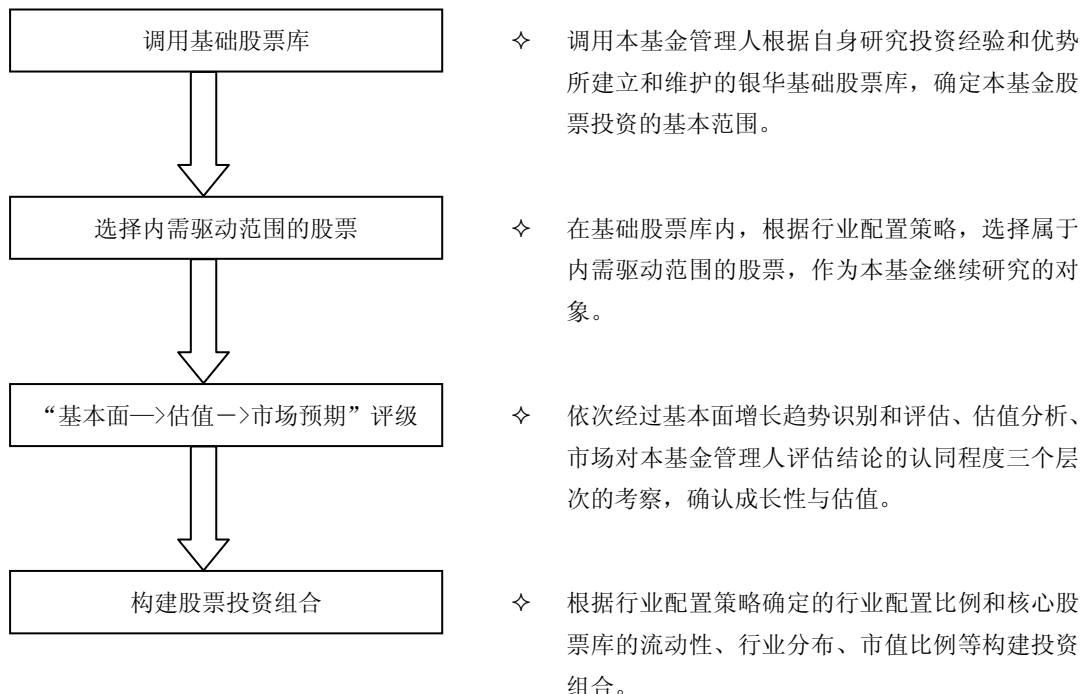 调用基础股票库
✧ 调用本基金管理人根据自身研究投资经验和优势
所建立和维护的银华基础股票库，确定本基金股
票投资的基本范围。
选择内需驱动范围的股票
✧ 在基础股票库内，根据行业配置策略，选择属于
内需驱动范围的股票，作为本基金继续研究的对
象。
“基本面—>估值－>市场预期”评级
✧ 依次经过基本面增长趋势识别和评估、估值分析、
市场对本基金管理人评估结论的认同程度三个层
次的考察，确认成长性与估值。
构建股票投资组合
✧ 根据行业配置策略确定的行业配置比例和核心股
票库的流动性、行业分布、市值比例等构建投资
组合。